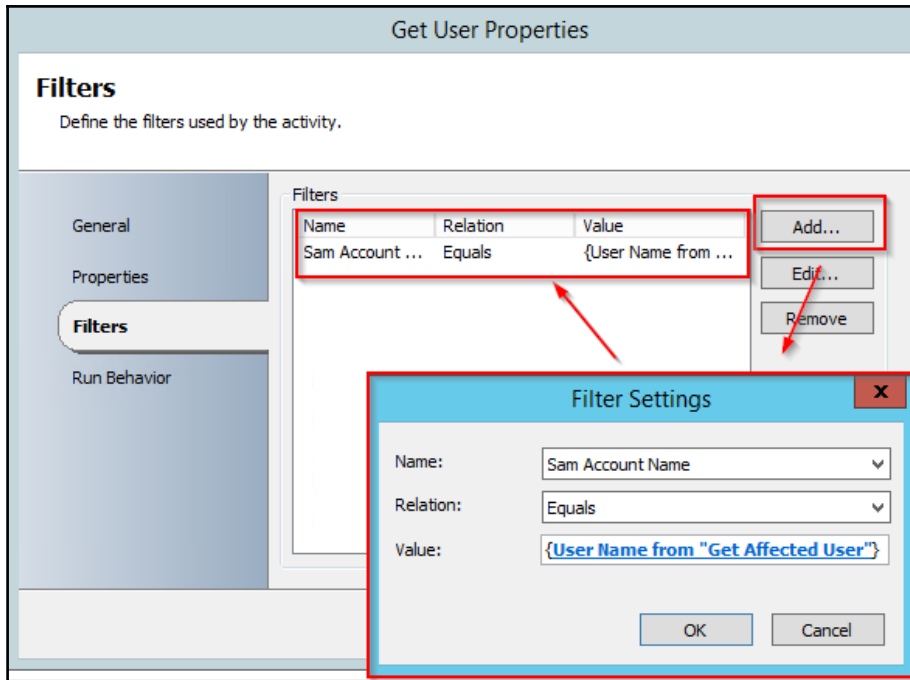 Get User Properties
Filters
Define the filters used by the activity.
General
Properties
Filters
Run Behavior
Filters
Name Relation Value
Sam Account ... Equals {User Name from ...
Add...
Edit...
Remove
Filter Settings
x
Name: Sam Account Name
Relation: Equals
Value: {User Name from "Get Affected User"}
OK Cancel